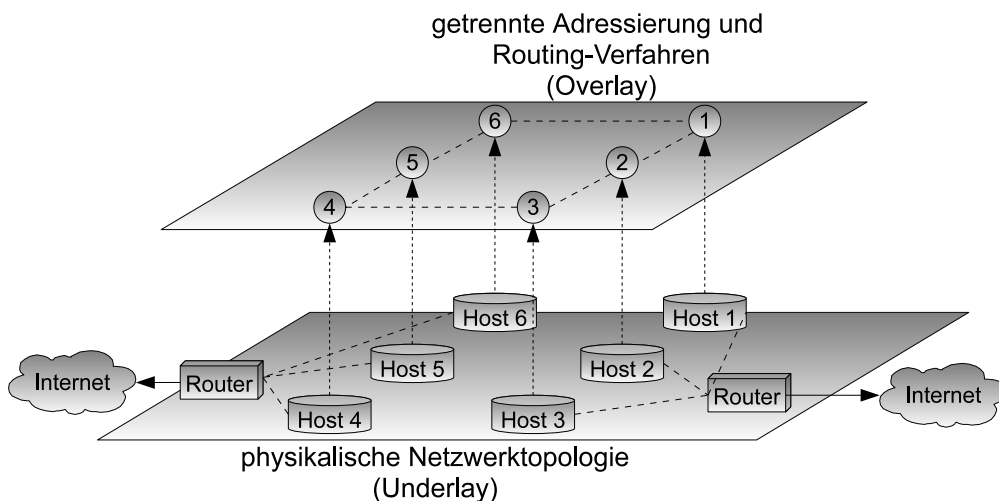 getrennte Adressierung und
Routing-Verfahren
(Overlay)
6
1
5
2
4
3
Host 6
Host 1
Host 5
Host 2
Internet
Router
Router
Internet
Host 4
Host 3
physikalische Netzwerktopologie
(Underlay)